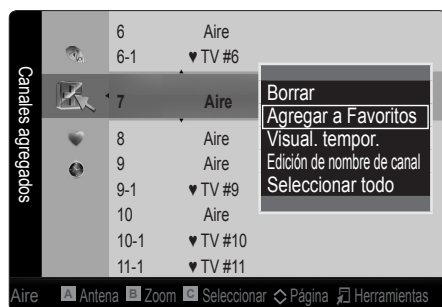 Canales agregados
6 Aire
6-1 ♥ TV #6
7 Aire
8 Aire
9 Aire
9-1 ♥ TV #9
10 Aire
10-1 ♥ TV #10
11-1 ♥ TV #11
Borrar
Agregar a Favoritos
Visual. tempor.
Edición de nombre de canal
Seleccionar todo
Aire A Antena B Zoom C Seleccionar Página Herramientas